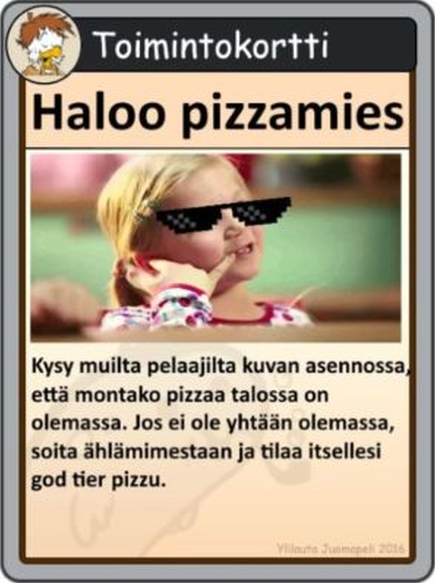 Toimintokortti
Haloo pizzamies
Kysy muilta pelaajilta kuvan asennossa,
että montako pizzaa talossa on
olemassa. Jos ei ole yhtään olemassa,
soita ählämimestaan ja tilaa itsellesi
god tier pizzu.
Ylilauta Juomapeli 2016